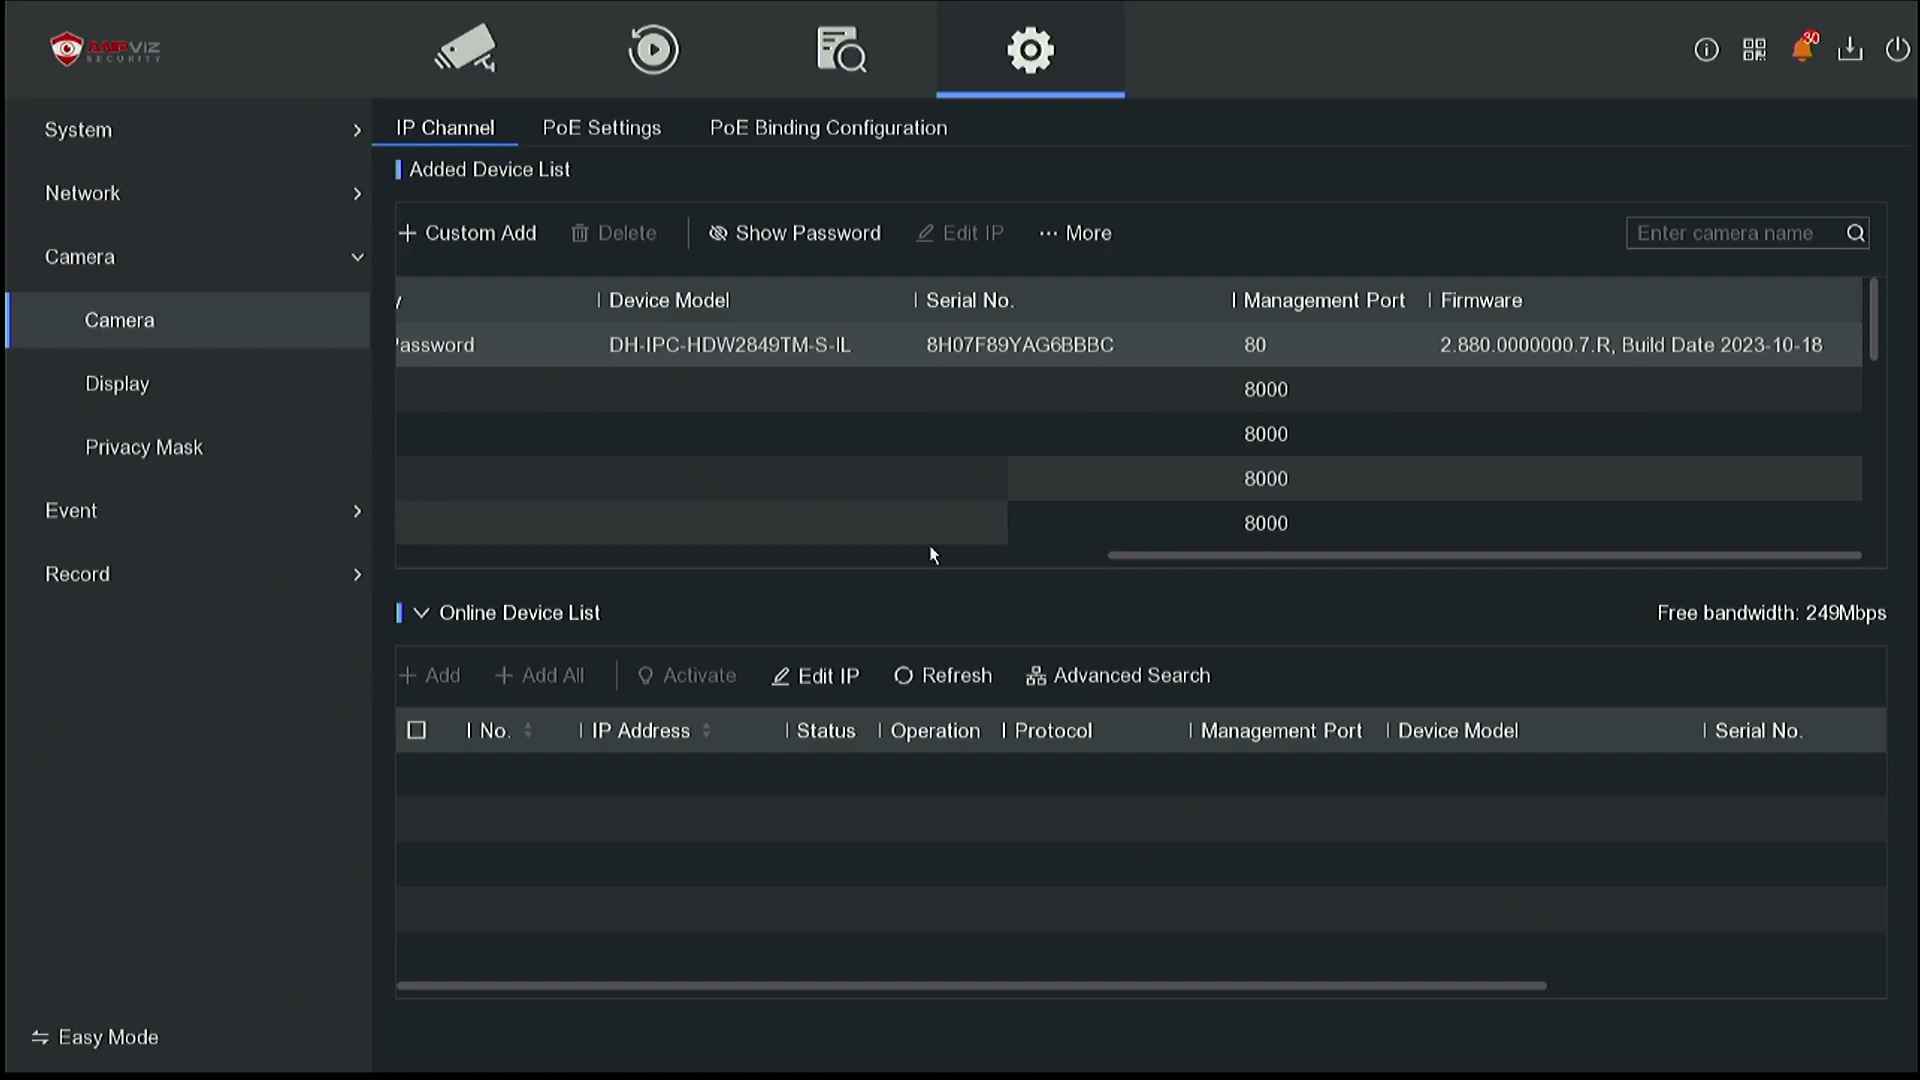 ANPVIZ
SECURITY
30
System
Network
Camera
Camera
Display
Privacy Mask
Event
Record
Easy Mode
IP Channel PoE Settings PoE Binding Configuration
Added Device List
Custom Add Delete Show Password Edit IP ··· More Enter camera name
y Device Model Serial No. Management Port Firmware
Password DH-IPC-HDW2849TM-S-IL 8H07F89YAG6BBBC 80 2.880.0000000.7.R, Build Date 2023-10-18
8000
8000
8000
8000
Online Device List Free bandwidth: 249Mbps
+ Add + Add All Activate Edit IP Refresh Advanced Search
No. IP Address Status Operation Protocol Management Port Device Model Serial No.